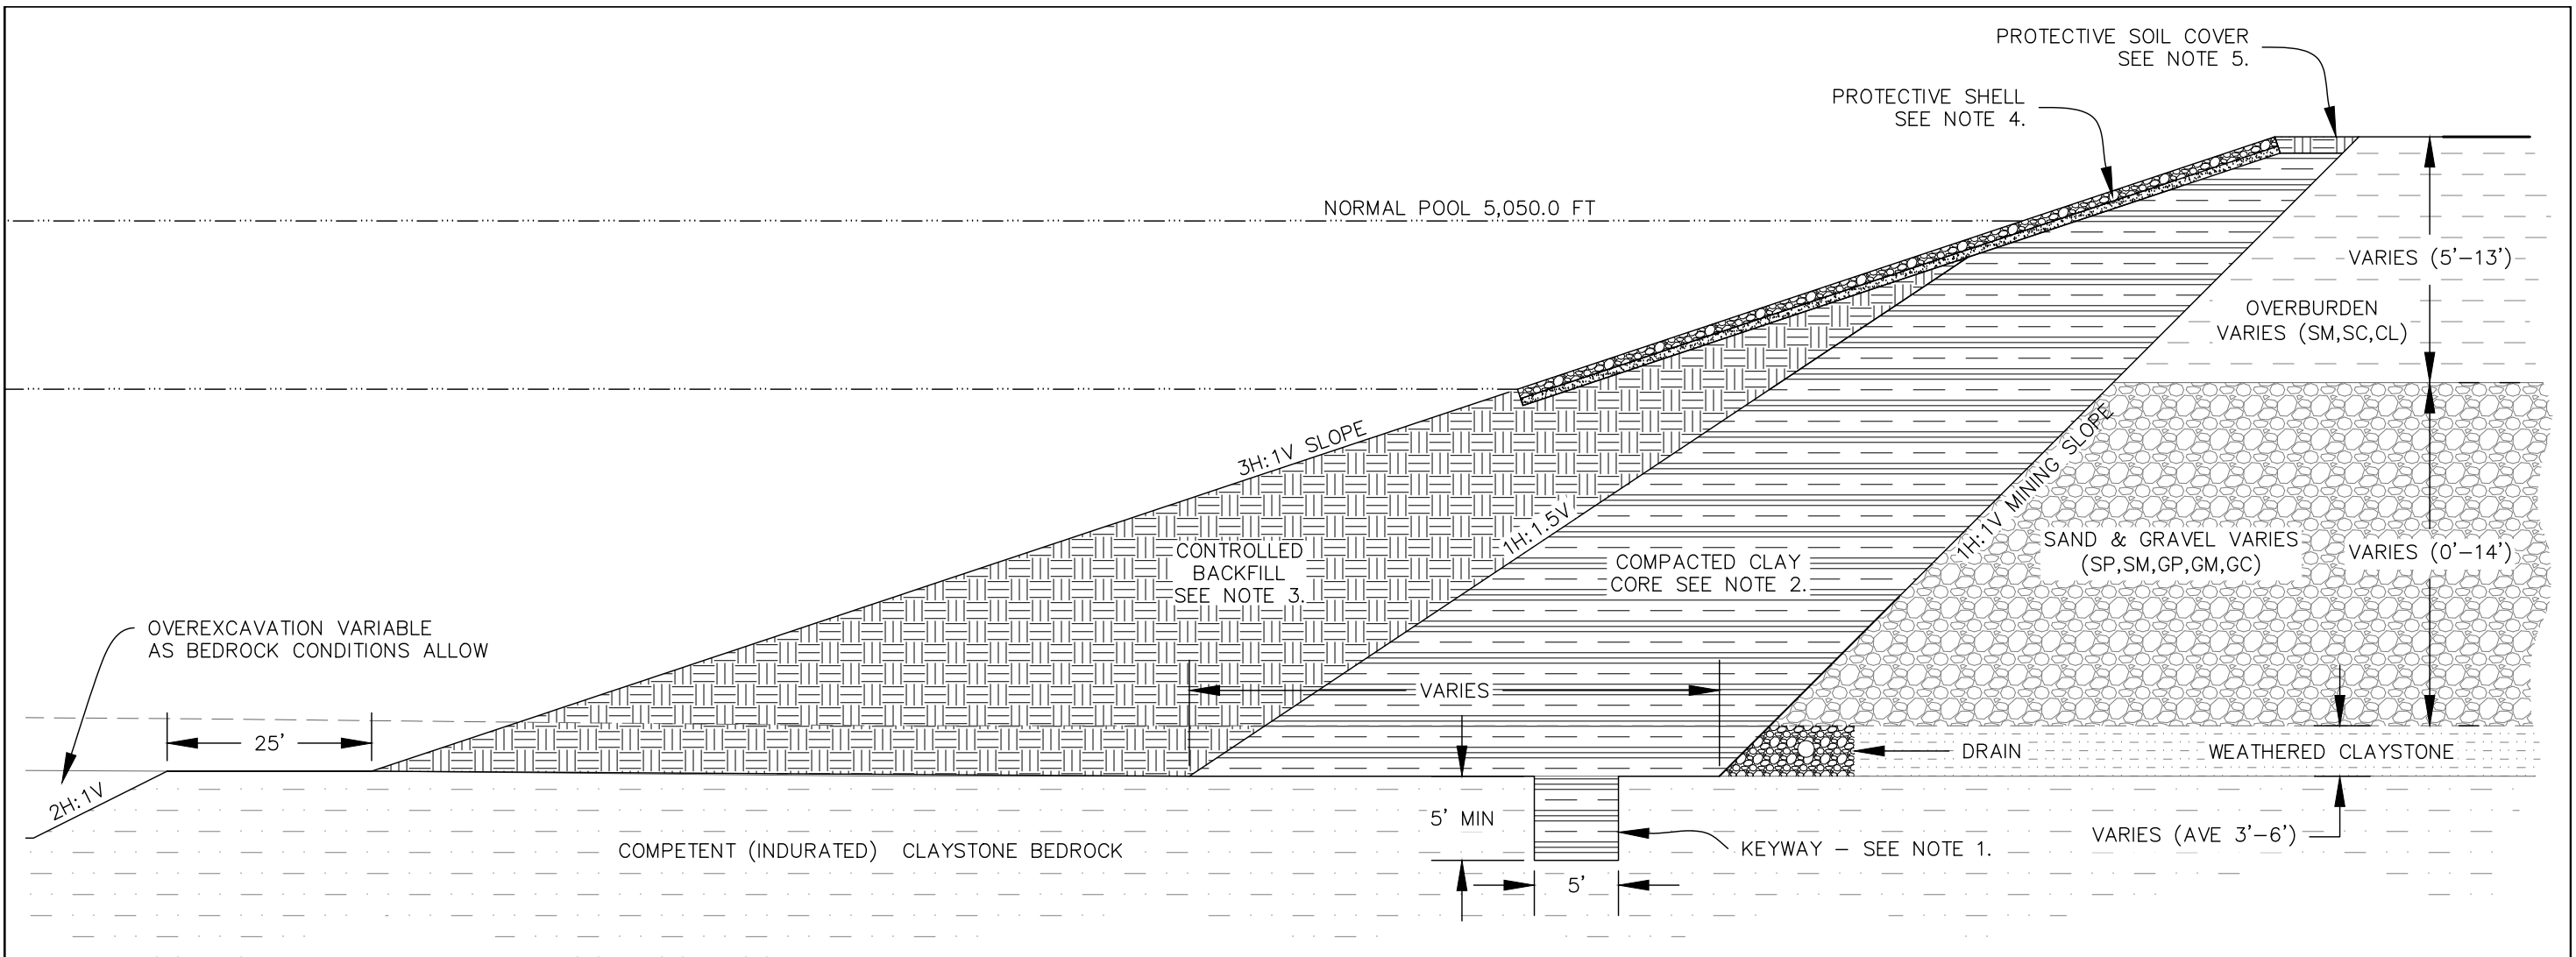 PROTECTIVE SOIL COVER
SEE NOTE 5.
PROTECTIVE SHELL
SEE NOTE 4.
NORMAL POOL 5,050.0 FT
VARIES (5'-13')
OVERBURDEN
VARIES (SM,SC,CL)
3H:1V SLOPE
1H:1.5V
1H:1V MINING SLOPE
CONTROLLED
BACKFILL
SEE NOTE 3.
COMPACTED CLAY
CORE SEE NOTE 2.
SAND & GRAVEL VARIES
(SP,SM,GP,GM,GC)
VARIES (0'-14')
OVEREXCAVATION VARIABLE
AS BEDROCK CONDITIONS ALLOW
VARIES
25'
DRAIN
WEATHERED CLAYSTONE
2H:1V
5' MIN
VARIES (AVE 3'-6')
COMPETENT (INDURATED) CLAYSTONE BEDROCK
KEYWAY – SEE NOTE 1.
5'